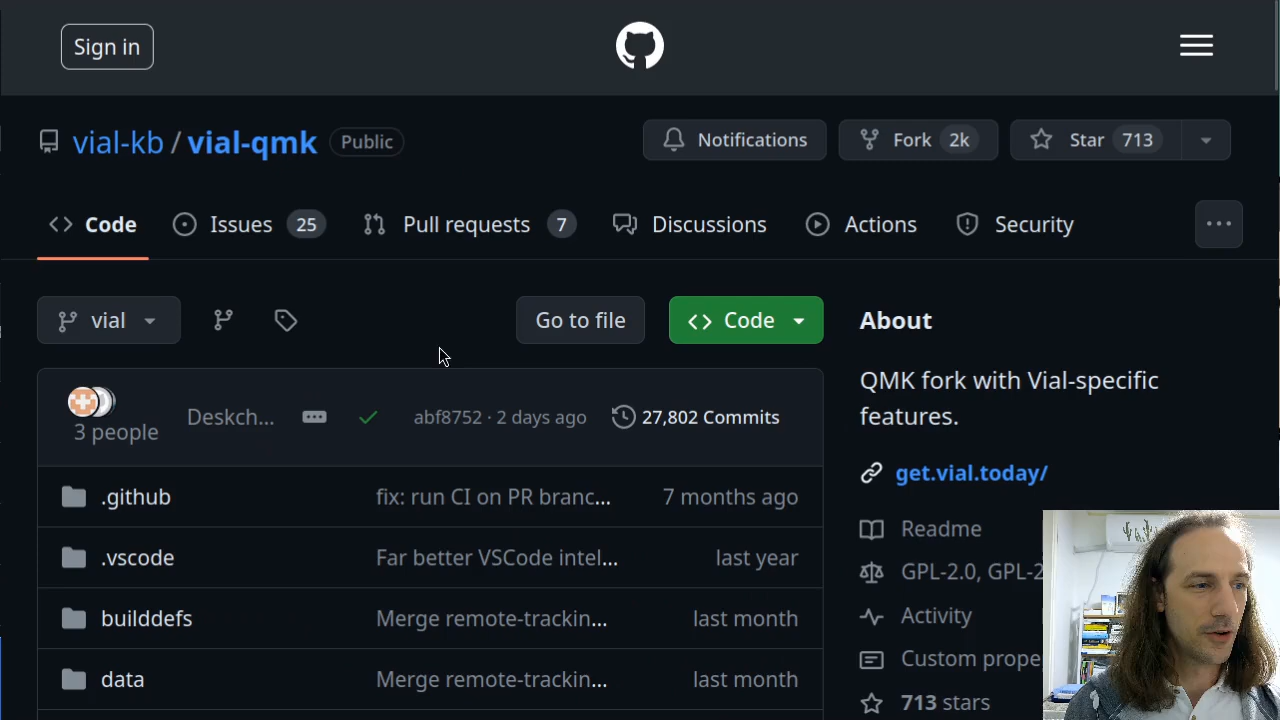 Sign in
vial-kb / vial-qmk Public
Notifications Fork 2k Star 713
Code Issues 25 Pull requests 7 Discussions Actions Security
vial Go to file Code
About
QMK fork with Vial-specific
features.
get.vial.today/
Readme
GPL-2.0, GPL-2
Activity
Custom prope
713 stars
3 people Deskch... abf8752 · 2 days ago 27,802 Commits
.github fix: run CI on PR branc... 7 months ago
.vscode Far better VSCode intel... last year
builddefs Merge remote-trackin... last month
data Merge remote-trackin... last month